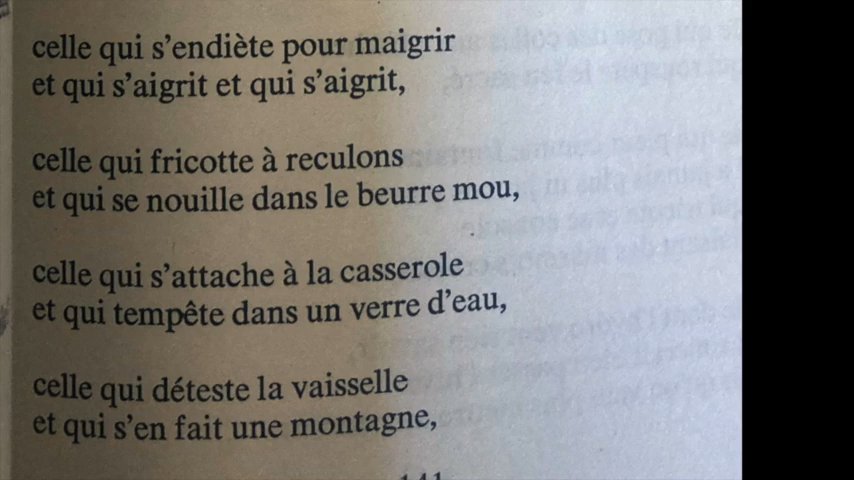 celle qui s'endiète pour maigrir
et qui s'aigrit et qui s'aigrit,
celle qui fricotte à reculons
et qui se nouille dans le beurre mou,
celle qui s'attache à la casserole
et qui tempête dans un verre d'eau,
celle qui déteste la vaisselle
et qui s'en fait une montagne,